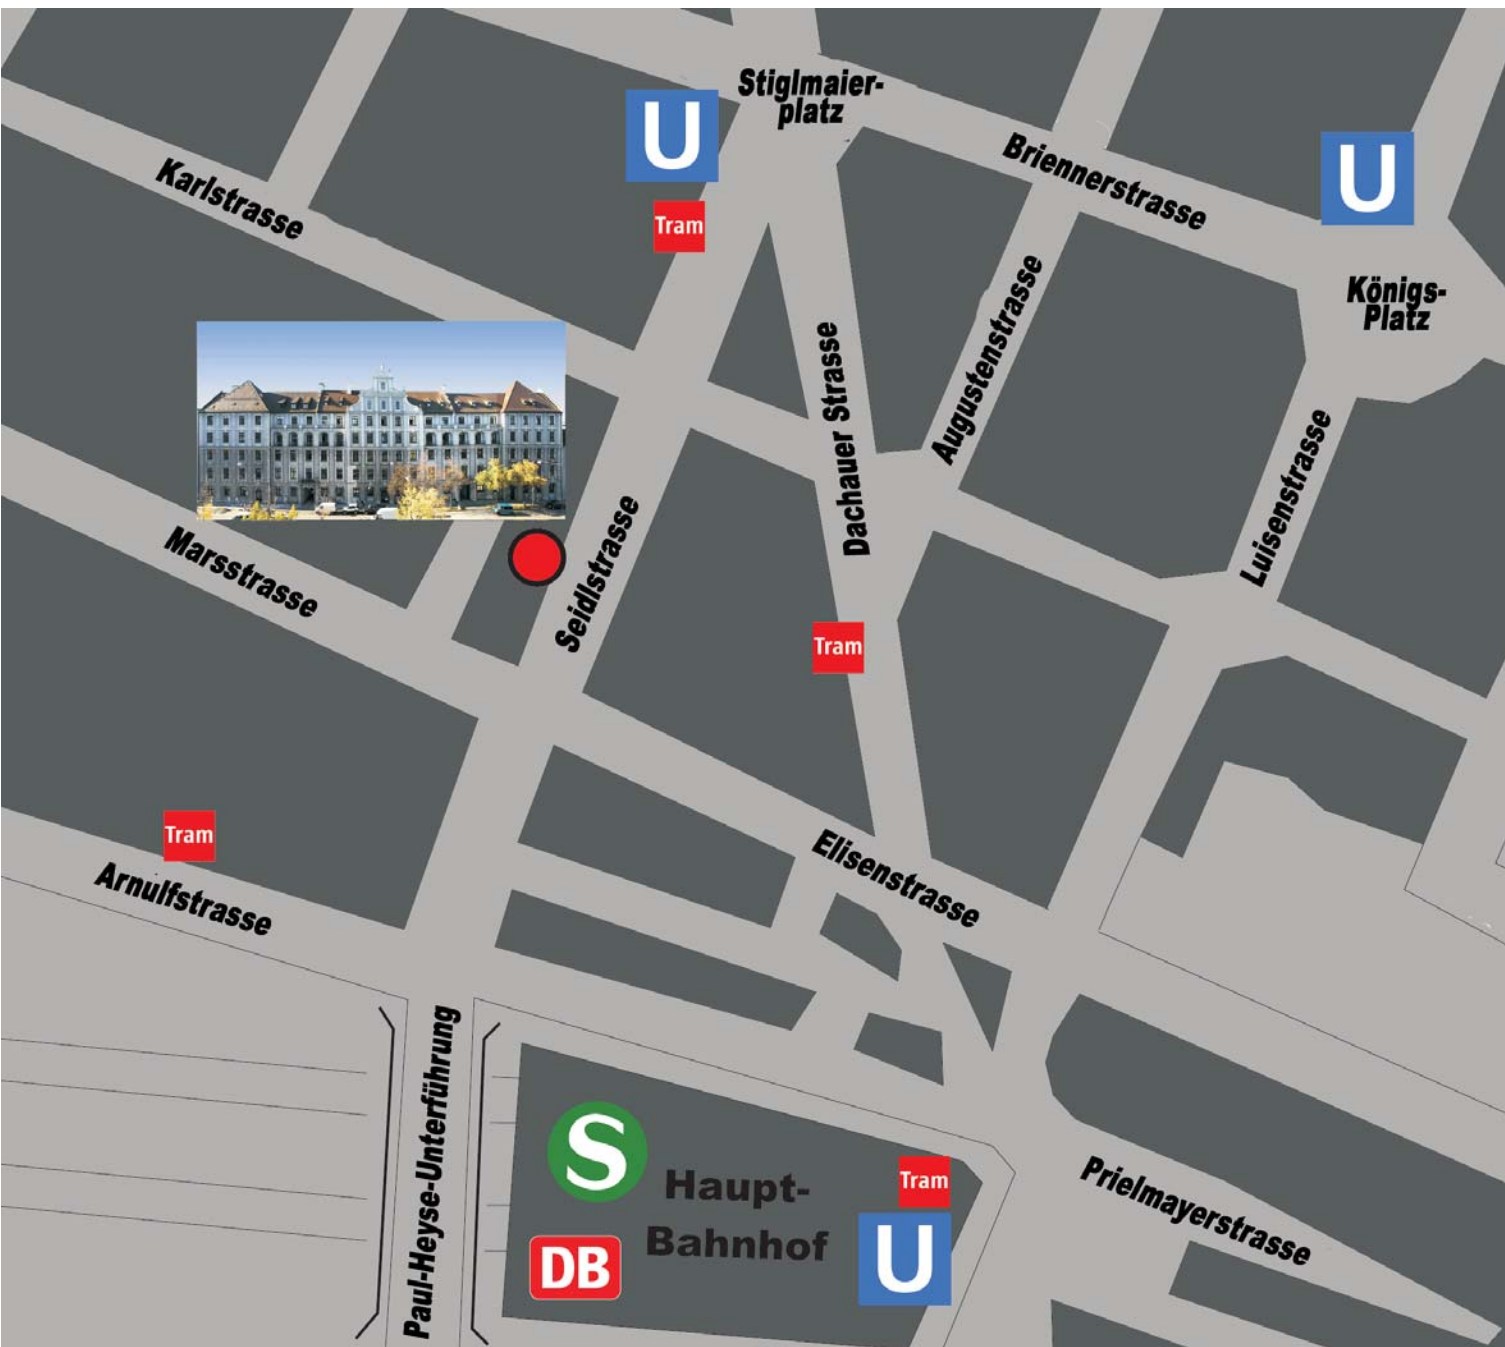 Stiglmaier-
platz
U
Tram
Briennerstrasse
U
Karlstrasse
Königs-
Platz
Augustenstrasse
Dachauer Strasse
Luisenstrasse
Seidlstrasse
Marsstrasse
Tram
Tram
Arnulfstrasse
Elisenstrasse
Paul-Heyse-Unterführung
S
Haupt-
Bahnhof
DB
Tram
U
Prielmayerstrasse